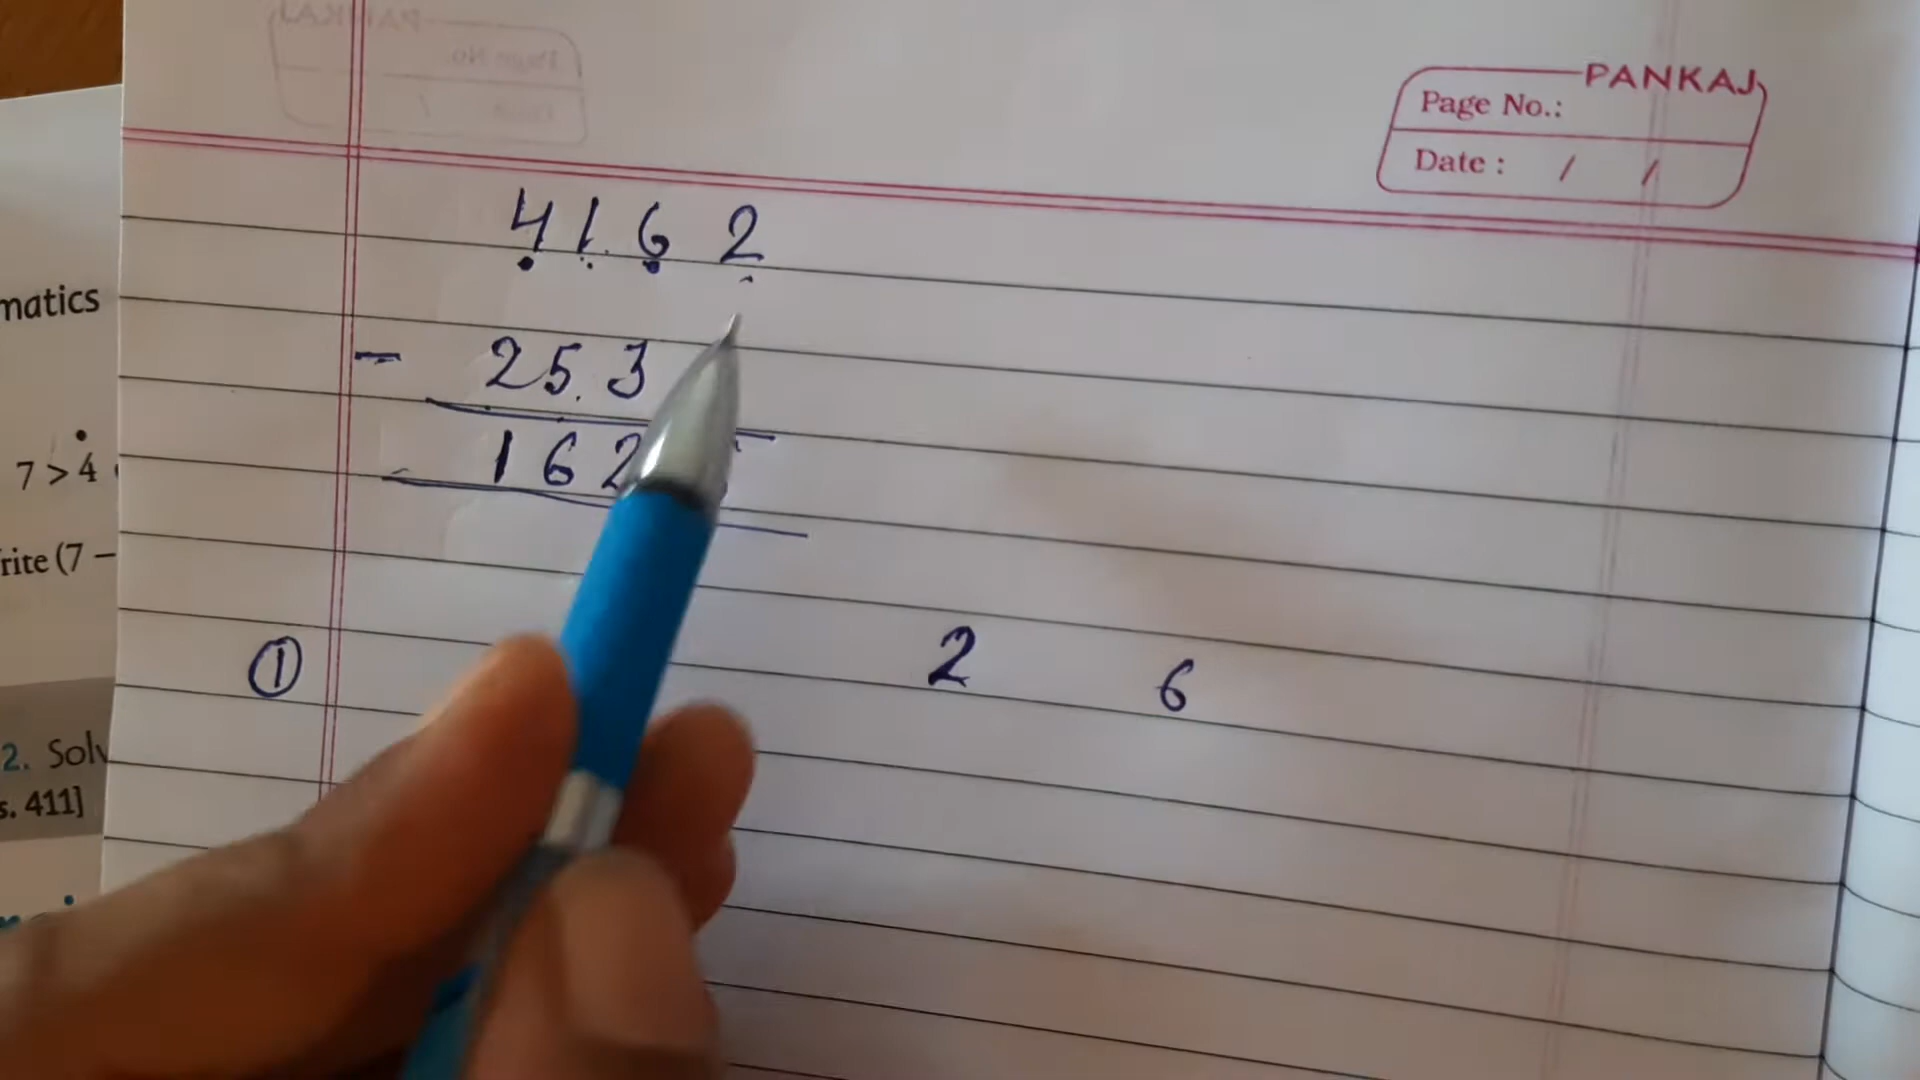 PANKAJ
Page No.:
Date : / /
4162
- 253
162
matics
7 > 4
rite (7 –
① 2 6
2. Solv
s. 411]